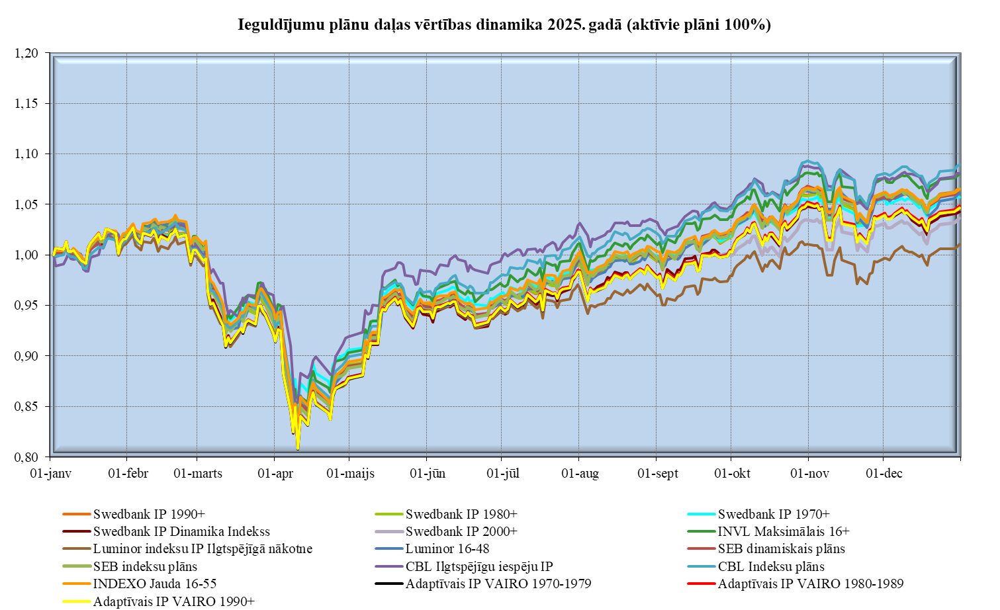 Ieguldījumu plānu daļas vērtības dinamika 2025. gadā (aktīvie plāni 100%)
1,20
1,15
1,10
1,05
1,00
0,95
0,90
0,85
0,80
01-janv 01-febr 01-marts 01-apr 01-maijs 01-jūn 01-jūl 01-aug 01-sept 01-okt 01-nov 01-dec
Swedbank IP 1990+ Swedbank IP 1980+ Swedbank IP 1970+
Swedbank IP Dinamika Indekss Swedbank IP 2000+ INVL Maksimālais 16+
Luminor indeksu IP Ilgtspējīgā nākotne Luminor 16-48 SEB dinamiskais plāns
SEB indeksu plāns CBL Ilgtspējīgu iespēju IP CBL Indeksu plāns
INDEXO Jauda 16-55 Adaptīvais IP VAIRO 1970-1979 Adaptīvais IP VAIRO 1980-1989
Adaptīvais IP VAIRO 1990+